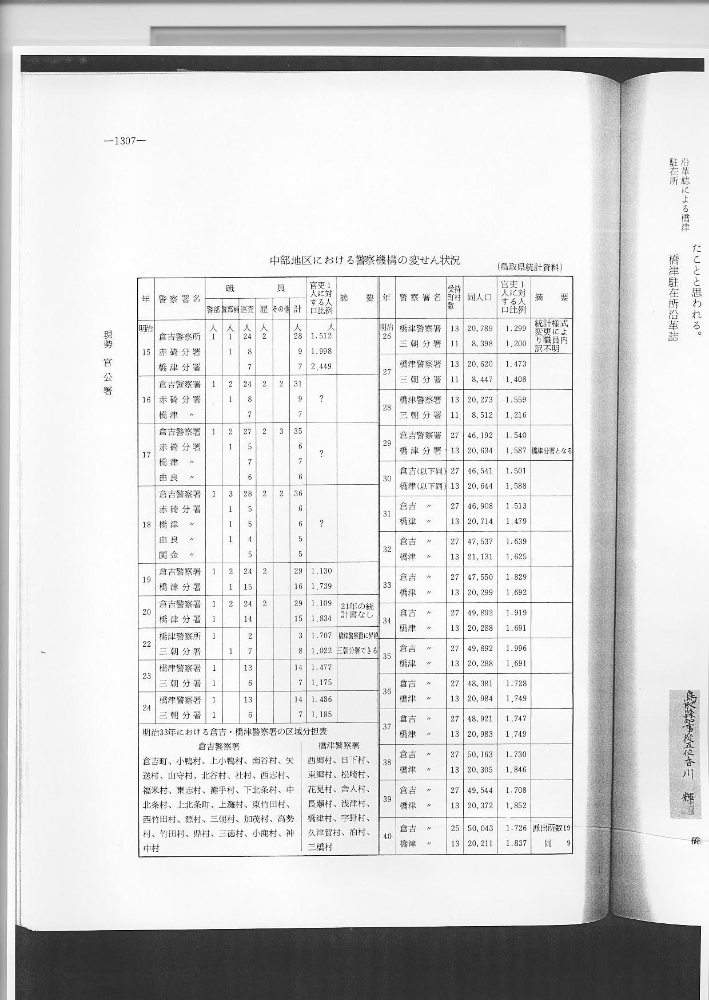 —1307—
現勢 官公署
中部地区における警察機構の変せん状況
(鳥取県統計資料)
年 警察署名 職員 官吏1人に対する人口比例 摘要
警部 警部補 巡査 雇 その他 計
明治 人 人 人 人 人 人
15 倉吉警察所 1 1 24 2 28 1.512
赤碕分署 1 8 9 1.998
橋津分署 7 7 2.449
16 倉吉警察署 1 2 24 2 2 31 ?
赤碕分署 1 8 9
橋津 〃 7 7
17 倉吉警察署 1 2 27 2 3 35 ?
赤碕分署 1 5 6
橋津 〃 7 7
由良 〃 6 6
18 倉吉警察署 1 3 28 2 2 36 ?
赤碕分署 1 5 6
橋津 〃 1 5 6
由良 〃 1 4 5
関金 〃 5 5
19 倉吉警察署 1 2 24 2 29 1.130
橋津分署 1 15 16 1.739
20 倉吉警察署 1 2 24 2 29 1.109 21年の統計書なし
橋津分署 1 14 15 1.834
22 橋津警察所 1 2 3 1.707 橋津警察署に昇格
三朝分署 1 7 8 1.022 三朝分署できる
23 橋津警察署 1 13 14 1.477
三朝分署 1 6 7 1.175
24 橋津警察署 1 13 14 1.486
三朝分署 1 6 7 1.185
明治33年における倉吉・橋津警察署の区域分担表
倉吉警察署
倉吉町、小鴨村、上小鴨村、南谷村、矢
送村、山守村、北谷村、社村、西志村、
福米村、東志村、灘手村、下北条村、中
北条村、上北条町、上灘村、東竹田村、
西竹田村、源村、三朝村、加茂村、高勢
村、竹田村、鼎村、三徳村、小鹿村、神
中村
橋津警察署
西郷村、日下村、
東郷村、松崎村、
花見村、舎人村、
長瀬村、浅津村、
橋津村、宇野村、
久津賀村、泊村、
三橋村
年 警察署名 受持町村数 同人口 官吏1人に対する人口比例 摘要
明治26 橋津警察署 13 20,789 1.299 統計様式変更により職員内訳不明
三朝分署 11 8,398 1.200
27 橋津警察署 13 20,620 1.473
三朝分署 11 8,447 1.408
28 橋津警察署 13 20,273 1.559
三朝分署 11 8,512 1.216
29 倉吉警察署 27 46,192 1.540
橋津分署 13 20,634 1.587 橋津分署となる
30 倉吉(以下同) 27 46,541 1.501
橋津(以下同) 13 20,644 1.588
31 倉吉 〃 27 46,908 1.513
橋津 〃 13 20,714 1.479
32 倉吉 〃 27 47,537 1.639
橋津 〃 13 21,131 1.625
33 倉吉 〃 27 47,550 1.829
橋津 〃 13 20,299 1.692
34 倉吉 〃 27 49,892 1.919
橋津 〃 13 20,288 1.691
35 倉吉 〃 27 49,892 1.996
橋津 〃 13 20,288 1.691
36 倉吉 〃 27 48,381 1.728
橋津 〃 13 20,984 1.749
37 倉吉 〃 27 48,921 1.747
橋津 〃 13 20,983 1.749
38 倉吉 〃 27 50,163 1.730
橋津 〃 13 20,305 1.846
39 倉吉 〃 27 49,544 1.708
橋津 〃 13 20,372 1.852
40 倉吉 〃 25 50,043 1.726 派出所数19
橋津 〃 13 20,211 1.837 同 9
たことと思われる。
沿革誌による橋津
駐在所
橋津駐在所沿革誌
鳥取縣知事従五位香川 輝
橋